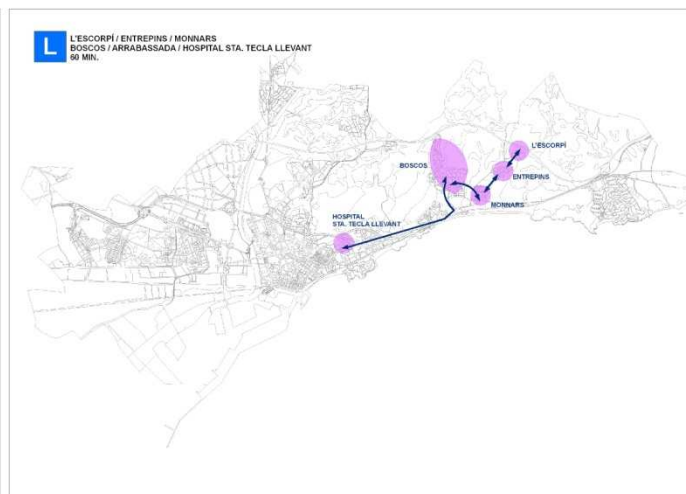 L
L'ESCORPÍ / ENTREPINS / MONNARS
BOSCOS / ARRABASSADA / HOSPITAL STA. TECLA LLEVANT
60 MIN.
L'ESCORPÍ
BOSCOS
ENTREPINS
MONNARS
HOSPITAL
STA. TECLA LLEVANT